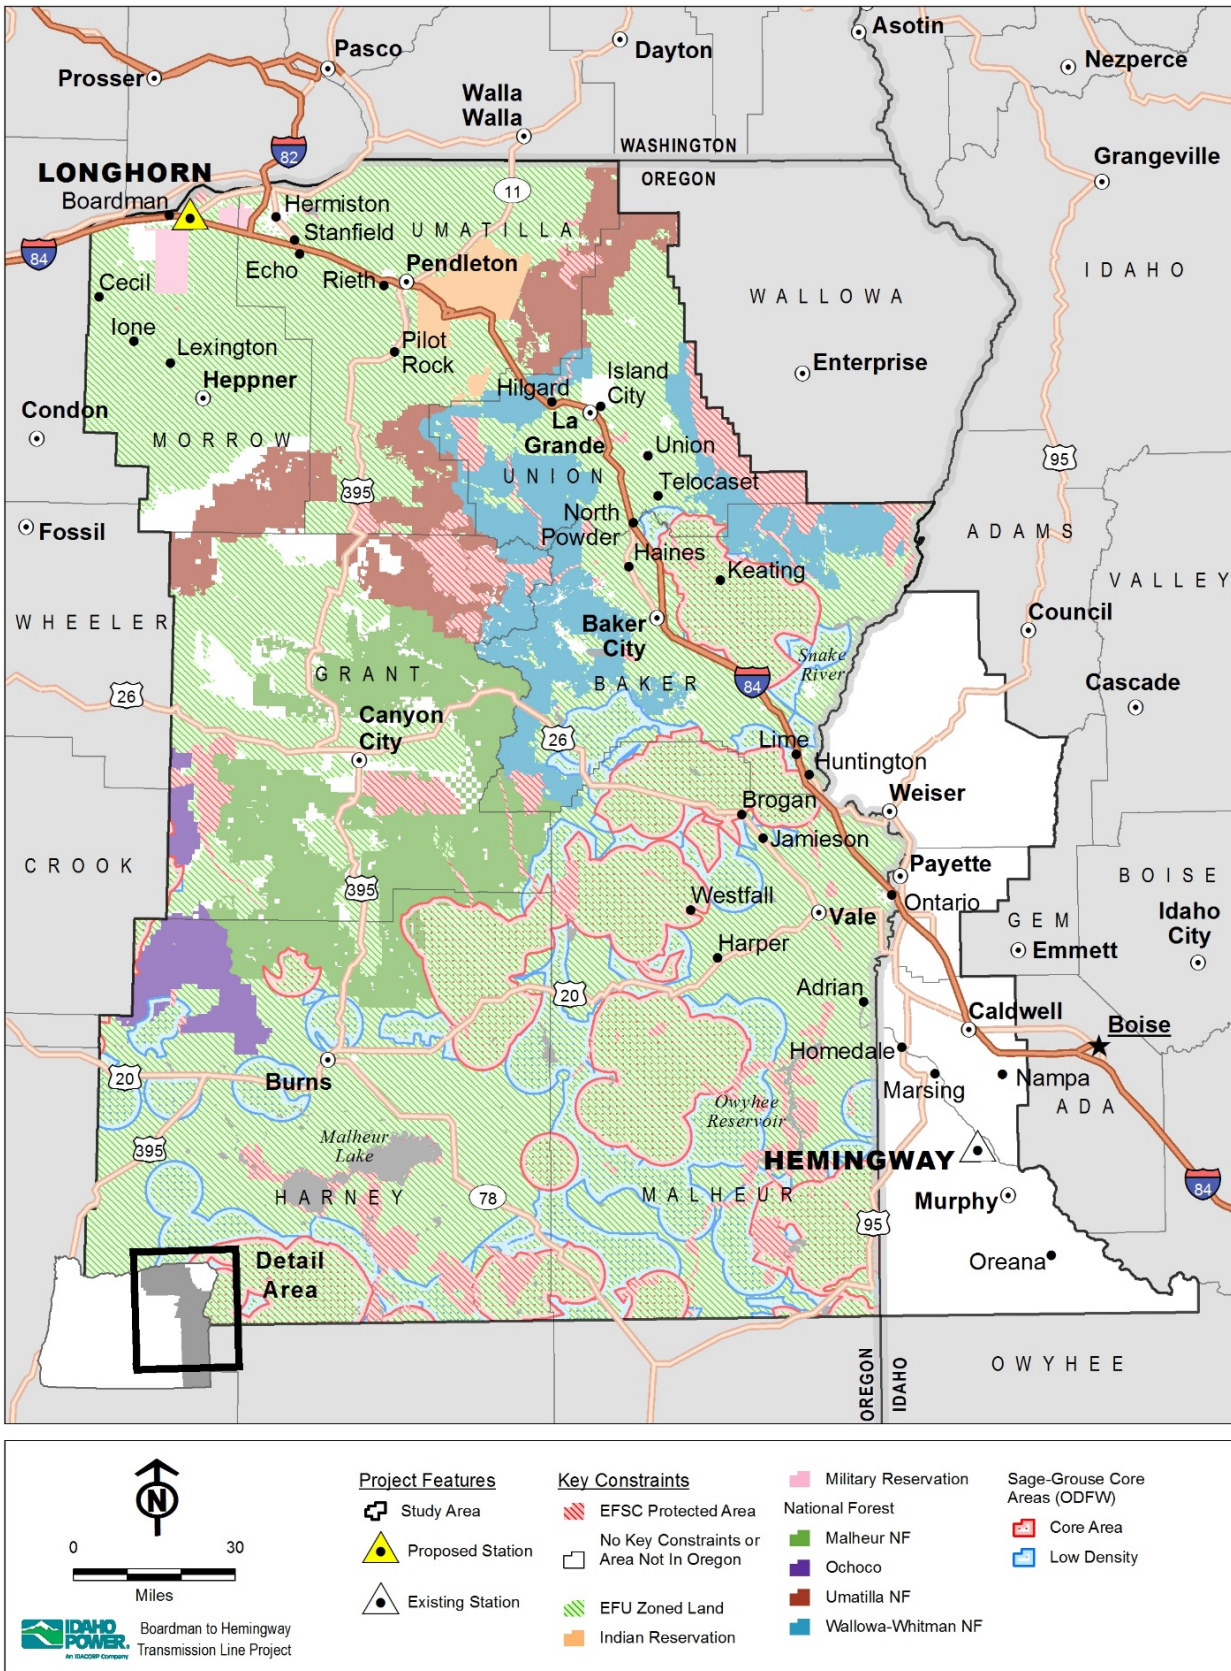 Asotin
Pasco
Dayton
Nezperce
Prosser
Walla
Walla
82
WASHINGTON
OREGON
Grangeville
LONGHORN
11
Boardman
Hermiston
UMATILLA
Stanfield
84
Echo
Pendleton
IDAHO
Cecil
Rieth
WALLOWA
Ione
Pilot
Rock
Lexington
Enterprise
Heppner
Hilgard
Island
City
Condon
La
Grande
MORROW
Union
95
UNION
Telocaset
395
North
Powder
Fossil
ADAMS
Haines
Keating
VALLEY
WHEELER
Council
Baker
City
Snake
River
GRANT
BAKER
84
Cascade
26
Canyon
City
26
Lime
Huntington
Weiser
Brogan
Jamieson
CROOK
Payette
BOISE
395
Westfall
Ontario
Idaho
City
Vale
GEM
Emmett
Harper
20
Adrian
Caldwell
Boise
Homedale
Burns
20
Marsing
Nampa
ADA
Owyhee
Reservoir
Malheur
Lake
395
HEMINGWAY
84
HARNEY
78
MALHEUR
Murphy
95
Detail
Area
Oreana
OREGON
IDAHO
OWYHEE
N
0 30
Miles
IDAHO
POWER®
An IDACORP Company
Boardman to Hemingway
Transmission Line Project
Project Features
Study Area
Proposed Station
Existing Station
Key Constraints
EFSC Protected Area
No Key Constraints or
Area Not In Oregon
EFU Zoned Land
Indian Reservation
Military Reservation
National Forest
Malheur NF
Ochoco
Umatilla NF
Wallowa-Whitman NF
Sage-Grouse Core
Areas (ODFW)
Core Area
Low Density